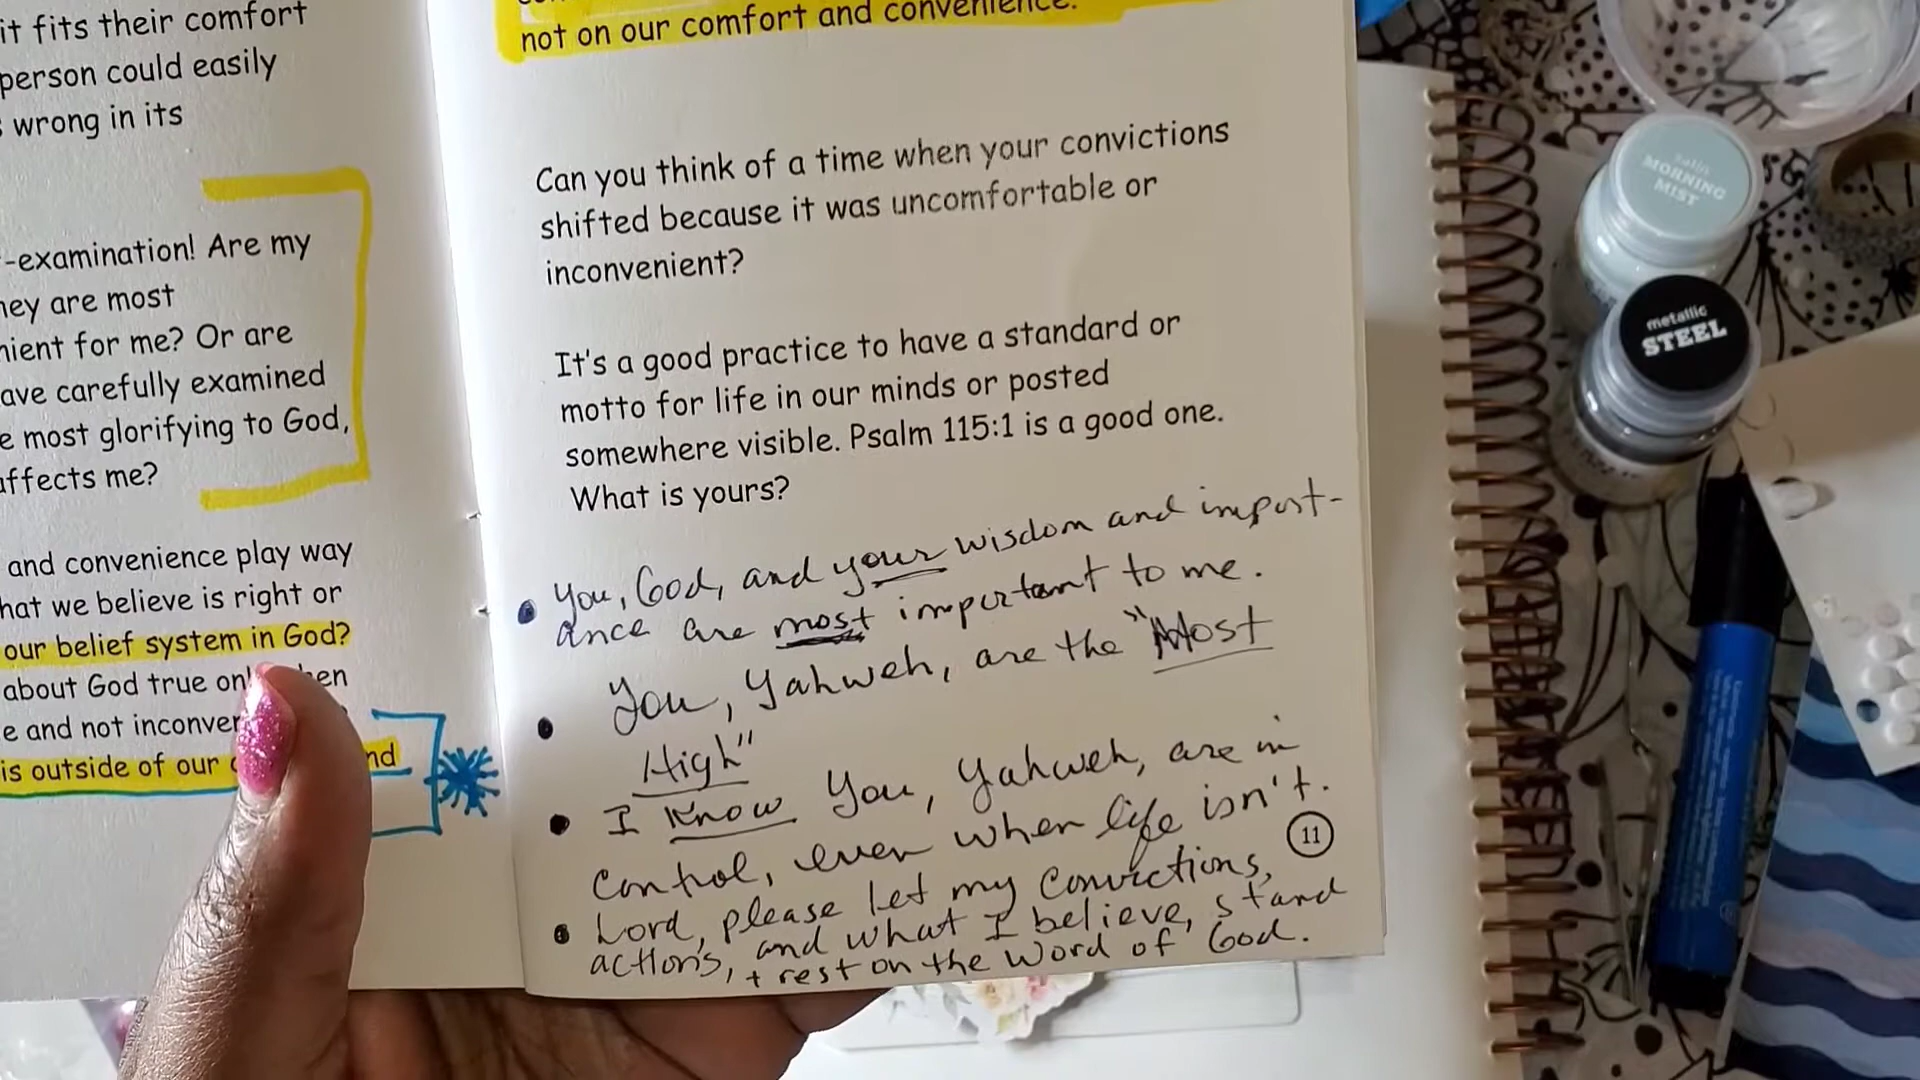 it fits their comfort
person could easily
wrong in its
-examination! Are my
hey are most
nient for me? Or are
ave carefully examined
e most glorifying to God,
affects me?
and convenience play way
hat we believe is right or
our belief system in God?
about God true only when
e and not inconver
is outside of our
nd
not on our comfort and convenience.
Can you think of a time when your convictions
shifted because it was uncomfortable or
inconvenient?
It's a good practice to have a standard or
motto for life in our minds or posted
somewhere visible. Psalm 115:1 is a good one.
What is yours?
• You, God, and your wisdom and import-
ance are most important to me.
• You, Yahweh, are the "Most
High"
• I know You, Yahweh, are in
control, even when life isn't.
• Lord, please let my convictions,
actions, and what I believe, stand
+ rest on the Word of God.
11
Satin
MORNING
MIST
metallic
STEEL